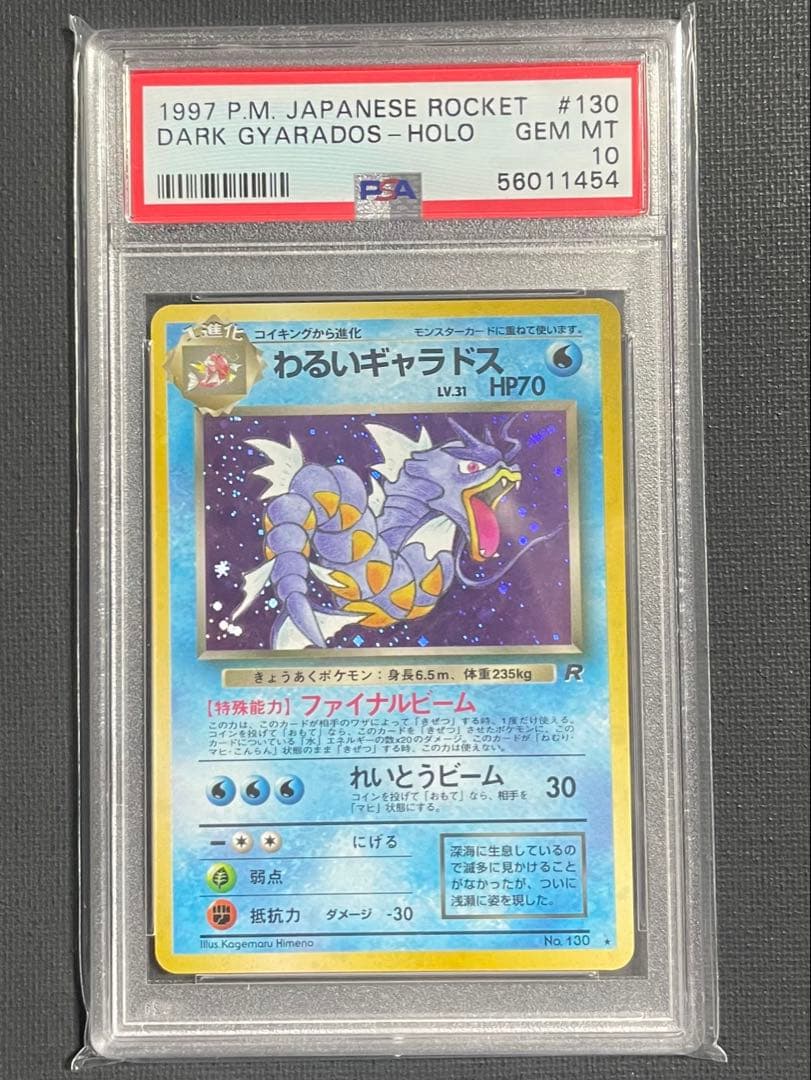 1997 P.M. JAPANESE ROCKET #130
DARK GYARADOS-HOLO GEM MT
10
PSA 56011454
1進化 コイキングから進化 モンスターカードに重ねて使います。
わるいギャラドス
LV.31 HP70
きょうあくポケモン:身長6.5m、体重235kg R
【特殊能力】ファイナルビーム
この力は、このカードが相手のワザによって「きぜつ」する時、1度だけ使える。
コインを投げて「おもて」なら、このカードを「きぜつ」させたポケモンに、この
カードについている「水」エネルギーの数x20のダメージ。このカードが「ねむり・
マヒ・こんらん」状態のまま「きぜつ」する時、この力は使えない。
れいとうビーム 30
コインを投げて「おもて」なら、相手を
「マヒ」状態にする。
にげる
弱点
抵抗力 ダメージ -30
深海に生息しているの
で滅多に見かけること
がなかったが、ついに
浅瀬に姿を現した。
Illus.Kagemaru Himeno No.130 ★